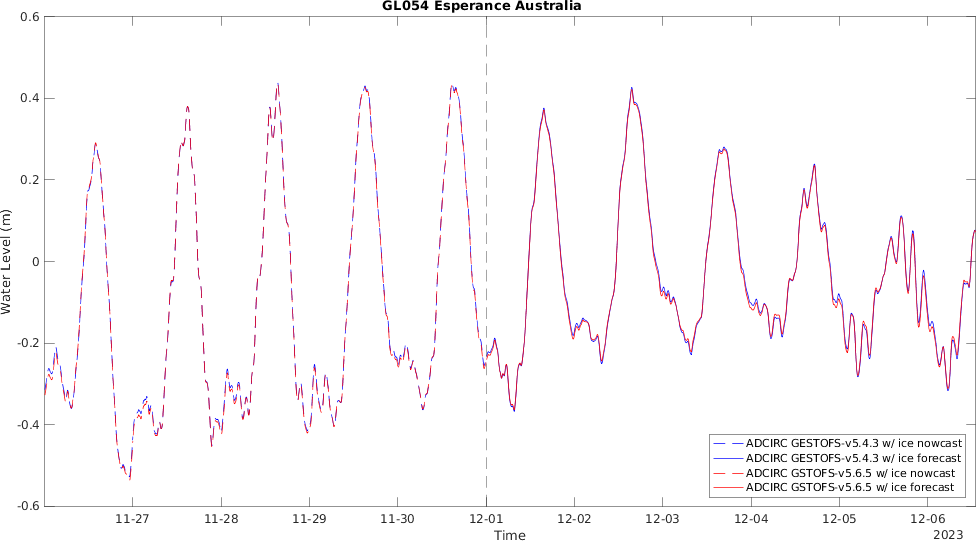 GL054 Esperance Australia
0.6
0.4
0.2
0
-0.2
-0.4
-0.6
Water Level (m)
11-27
11-28
11-29
11-30
12-01
12-02
12-03
12-04
12-05
12-06
Time
2023
ADCIRC GESTOFS-v5.4.3 w/ ice nowcast
ADCIRC GESTOFS-v5.4.3 w/ ice forecast
ADCIRC GSTOFS-v5.6.5 w/ ice nowcast
ADCIRC GSTOFS-v5.6.5 w/ ice forecast